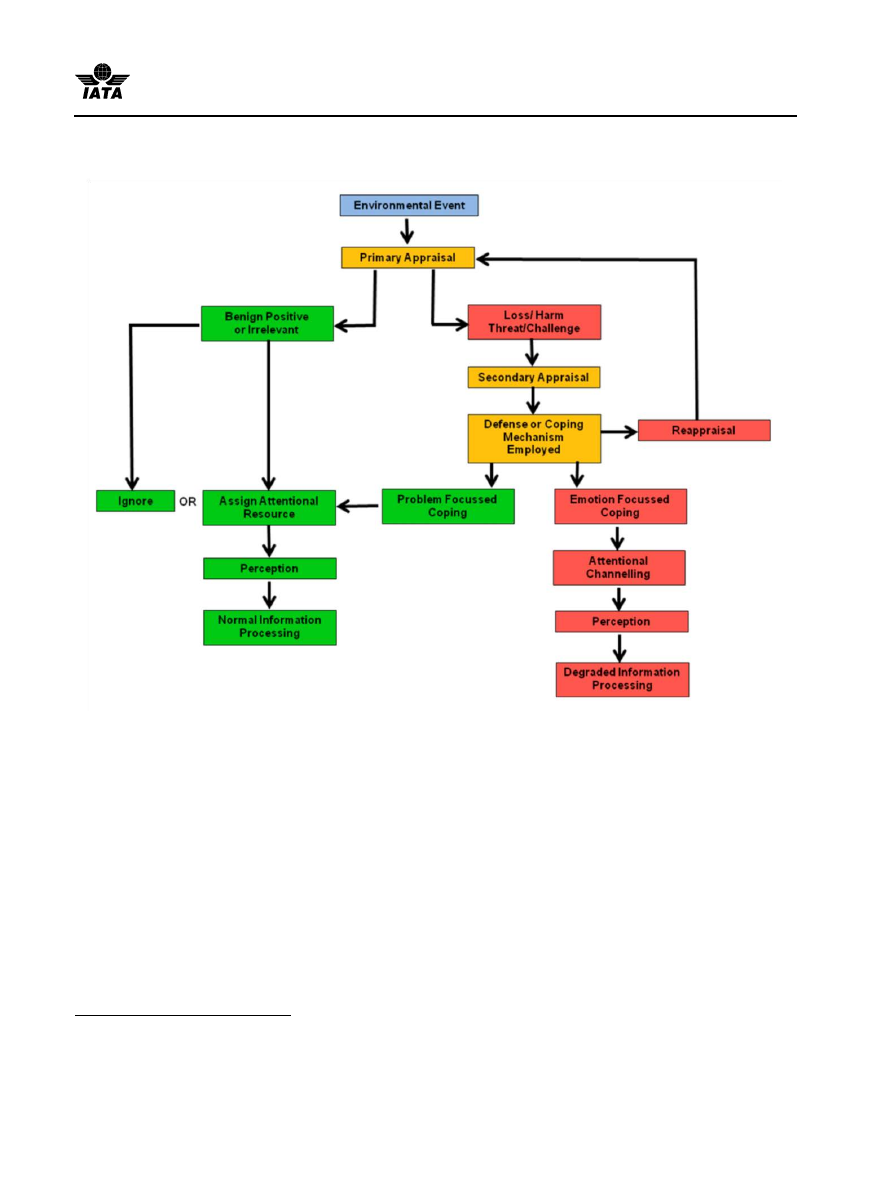 IATA
Environmental Event
Primary Appraisal
Benign Positive
or Irrelevant
Loss/ Harm
Threat/Challenge
Secondary Appraisal
Defense or Coping
Mechanism
Employed
Reappraisal
Ignore
OR
Assign Attentional
Resource
Problem Focussed
Coping
Emotion Focussed
Coping
Perception
Attentional
Channelling
Normal Information
Processing
Perception
Degraded Information
Processing